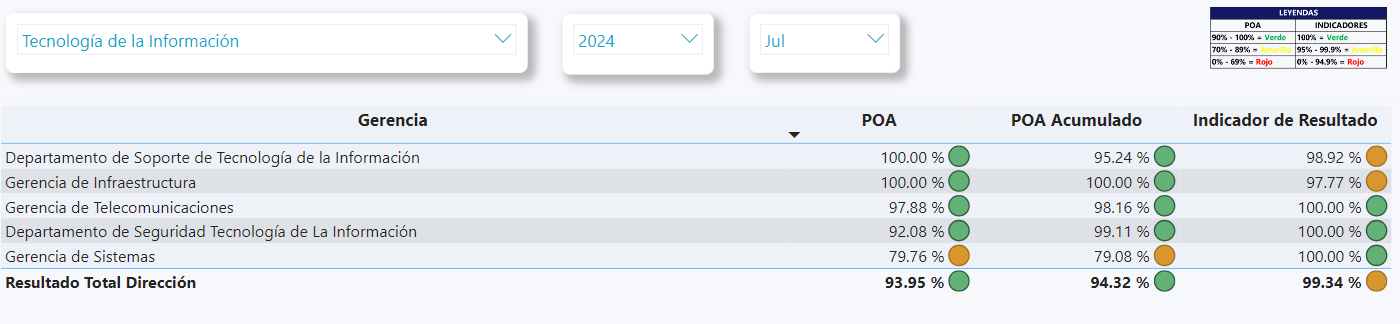 Tecnología de la Información
2024
Jul
LEYENDAS
POA INDICADORES
90% - 100% = Verde 100% = Verde
70% - 89% = Amarillo 95% - 99.9% = Amarillo
0% - 69% = Rojo 0% - 94.9% = Rojo
Gerencia POA POA Acumulado Indicador de Resultado
Departamento de Soporte de Tecnología de la Información 100.00 % 95.24 % 98.92 %
Gerencia de Infraestructura 100.00 % 100.00 % 97.77 %
Gerencia de Telecomunicaciones 97.88 % 98.16 % 100.00 %
Departamento de Seguridad Tecnología de La Información 92.08 % 99.11 % 100.00 %
Gerencia de Sistemas 79.76 % 79.08 % 100.00 %
Resultado Total Dirección 93.95 % 94.32 % 99.34 %